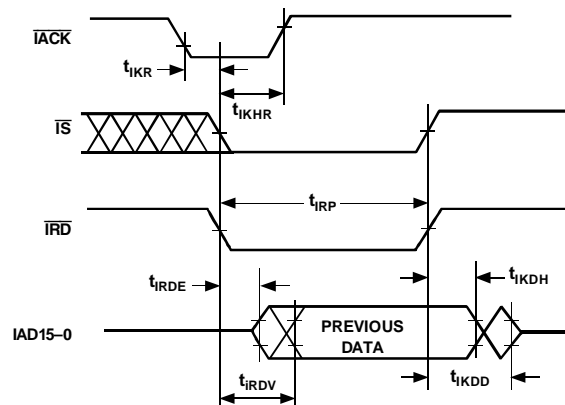 IACK
tIKR
tIKHR
IS
tIRP
IRD
tIRDE
tIKDH
IAD15–0
PREVIOUS
DATA
tiRDV
tIKDD